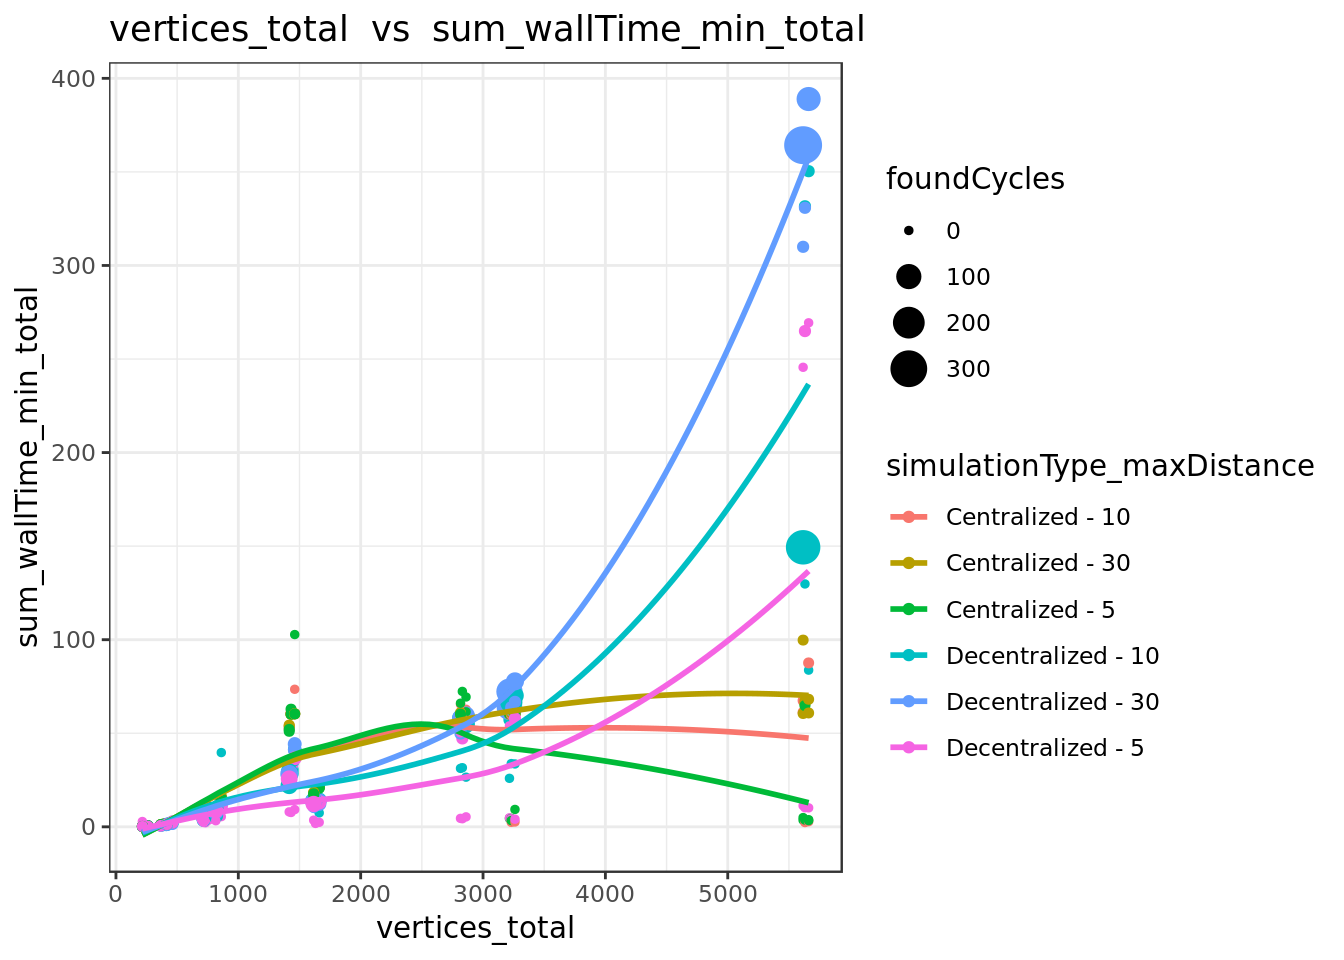 vertices_total vs sum_wallTime_min_total
sum_wallTime_min_total
400
300
200
100
0
0
1000
2000
3000
4000
5000
vertices_total
foundCycles
0
100
200
300
simulationType_maxDistance
Centralized - 10
Centralized - 30
Centralized - 5
Decentralized - 10
Decentralized - 30
Decentralized - 5